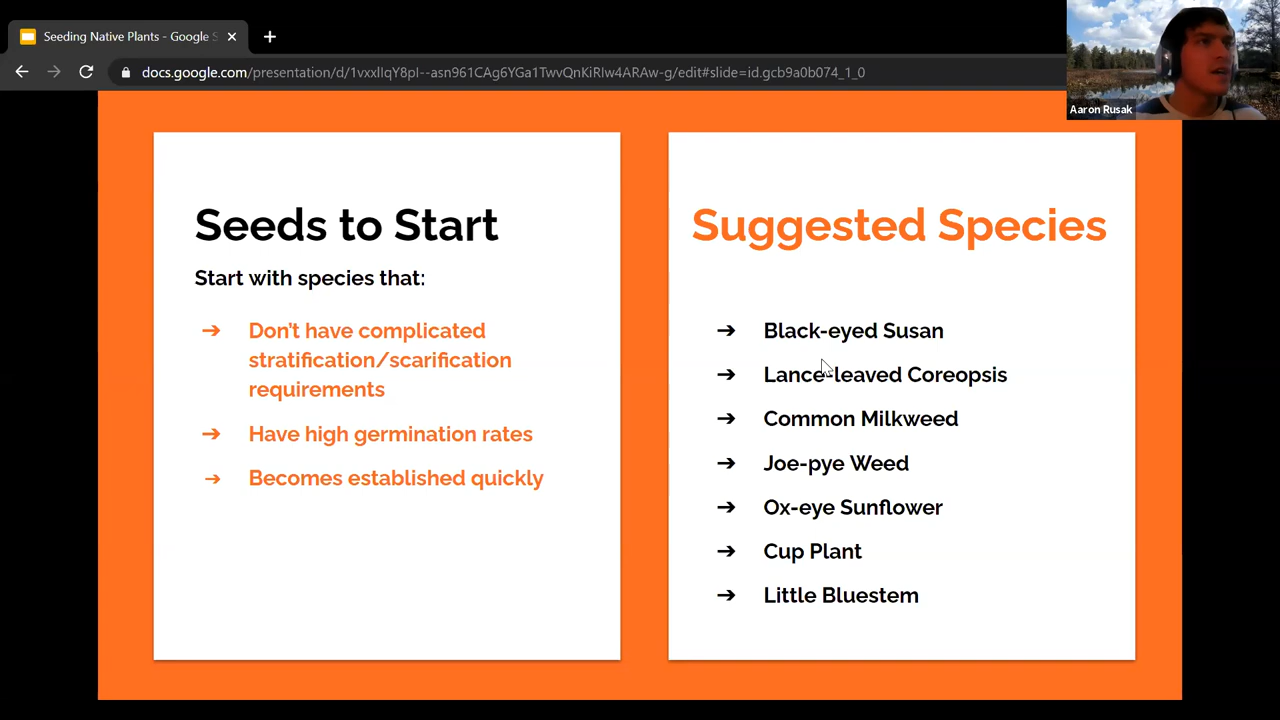 Seeding Native Plants - Google S
docs.google.com/presentation/d/1vxxlIqY8pI--asn961CAg6YGa1TwvQnKiRIw4ARAw-g/edit#slide=id.gcb9a0b074_1_0
Aaron Rusak
Seeds to Start
Start with species that:
➔ Don't have complicated
stratification/scarification
requirements
➔ Have high germination rates
➔ Becomes established quickly
Suggested Species
➔ Black-eyed Susan
➔ Lance-leaved Coreopsis
➔ Common Milkweed
➔ Joe-pye Weed
➔ Ox-eye Sunflower
➔ Cup Plant
➔ Little Bluestem